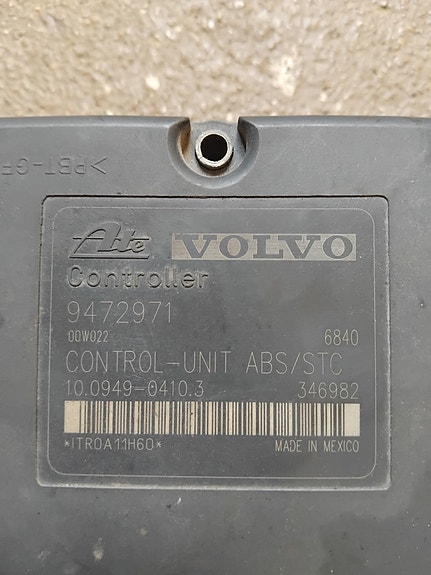 >PBT-GF
Ate VOLVO
Controller
9472971
00W022 6840
CONTROL-UNIT ABS/STC
10.0949-0410.3 346982
*ITR0A11H60*
MADE IN MEXICO